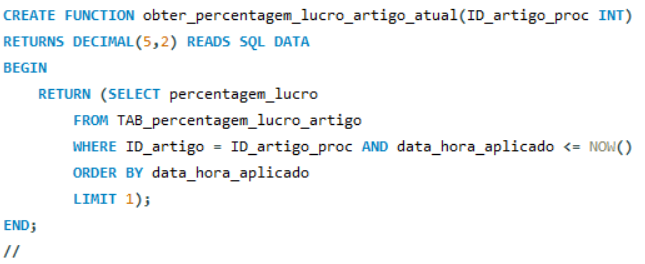 CREATE FUNCTION obter_percentagem_lucro_artigo_atual(ID_artigo_proc INT)
RETURNS DECIMAL(5,2) READS SQL DATA
BEGIN
    RETURN (SELECT percentagem_lucro
        FROM TAB_percentagem_lucro_artigo
        WHERE ID_artigo = ID_artigo_proc AND data_hora_aplicado <= NOW()
        ORDER BY data_hora_aplicado
        LIMIT 1);
END;
//